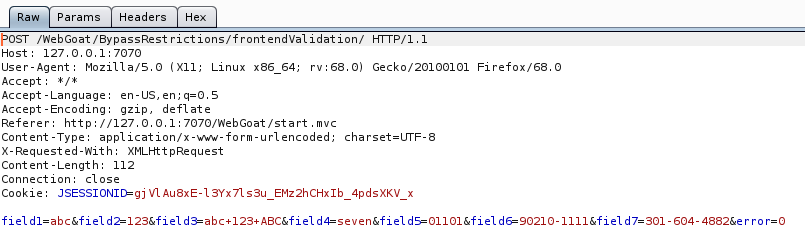 Raw Params Headers Hex
POST /WebGoat/BypassRestrictions/frontendValidation/ HTTP/1.1
Host: 127.0.0.1:7070
User-Agent: Mozilla/5.0 (X11; Linux x86_64; rv:68.0) Gecko/20100101 Firefox/68.0
Accept: */*
Accept-Language: en-US,en;q=0.5
Accept-Encoding: gzip, deflate
Referer: http://127.0.0.1:7070/WebGoat/start.mvc
Content-Type: application/x-www-form-urlencoded; charset=UTF-8
X-Requested-With: XMLHttpRequest
Content-Length: 112
Connection: close
Cookie: JSESSIONID=gjVlAu8xE-l3Yx7ls3u_EMz2hCHxIb_4pdsXKV_x
field1=abc&field2=123&field3=abc+123+ABC&field4=seven&field5=01101&field6=90210-1111&field7=301-604-4882&error=0